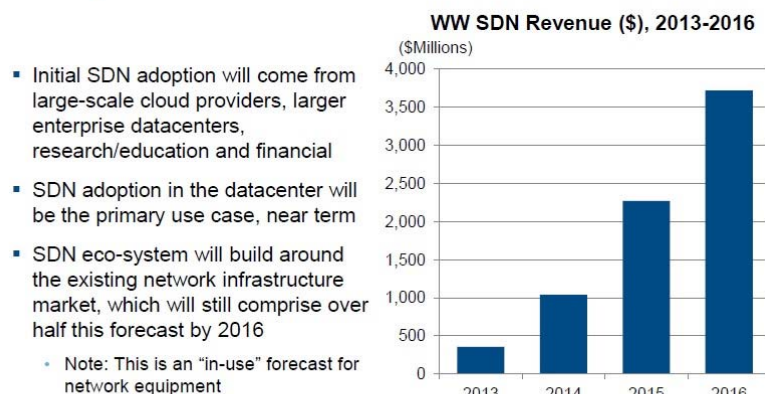 ▪ Initial SDN adoption will come from
large-scale cloud providers, larger
enterprise datacenters,
research/education and financial
▪ SDN adoption in the datacenter will
be the primary use case, near term
▪ SDN eco-system will build around
the existing network infrastructure
market, which will still comprise over
half this forecast by 2016
• Note: This is an “in-use” forecast for
network equipment
WW SDN Revenue ($), 2013-2016
($Millions)
4,000
3,500
3,000
2,500
2,000
1,500
1,000
500
0
2013 2014 2015 2016